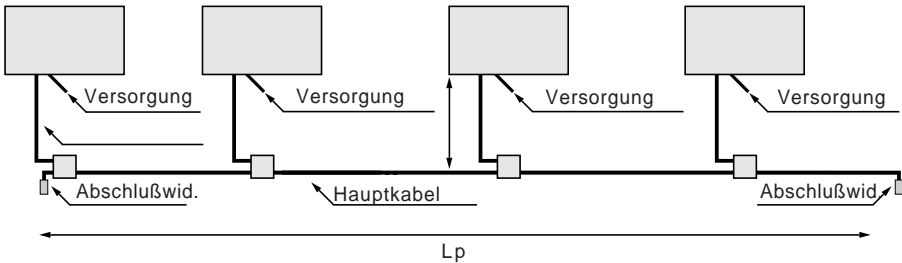 Versorgung
Versorgung
Versorgung
Versorgung
Abschlußwid.
Hauptkabel
Abschlußwid.
Lp